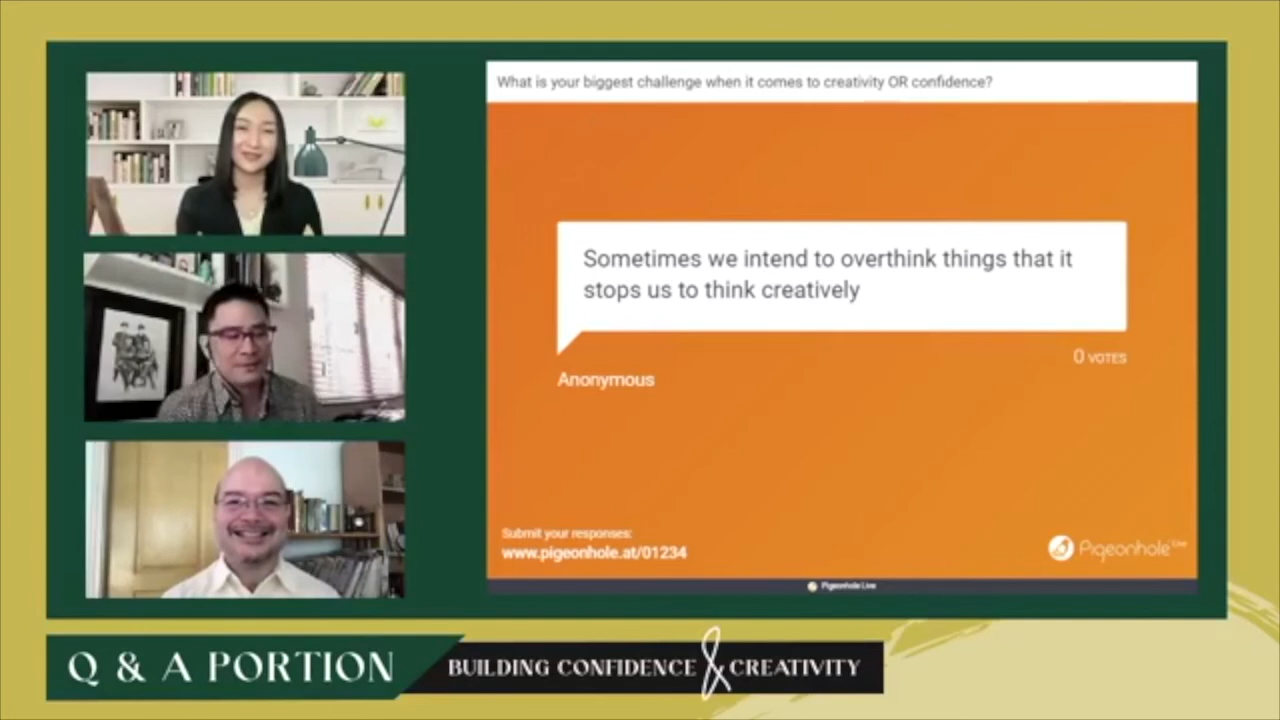 What is your biggest challenge when it comes to creativity OR confidence?
Sometimes we intend to overthink things that it
stops us to think creatively
0 VOTES
Anonymous
Submit your responses:
www.pigeonhole.at/01234
Pigeonhole Live
Pigeonhole Live
Q & A PORTION
BUILDING CONFIDENCE & CREATIVITY